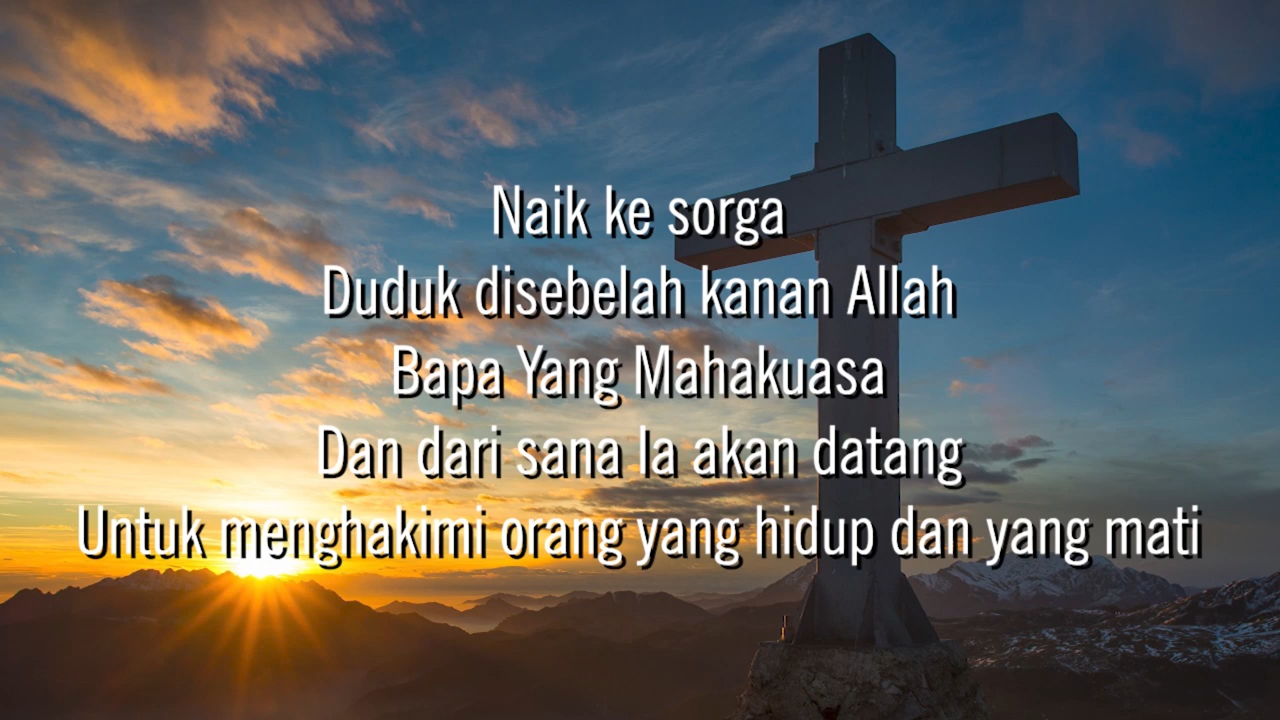 Naik ke sorga
Duduk disebelah kanan Allah
Bapa Yang Mahakuasa
Dan dari sana Ia akan datang
Untuk menghakimi orang yang hidup dan yang mati